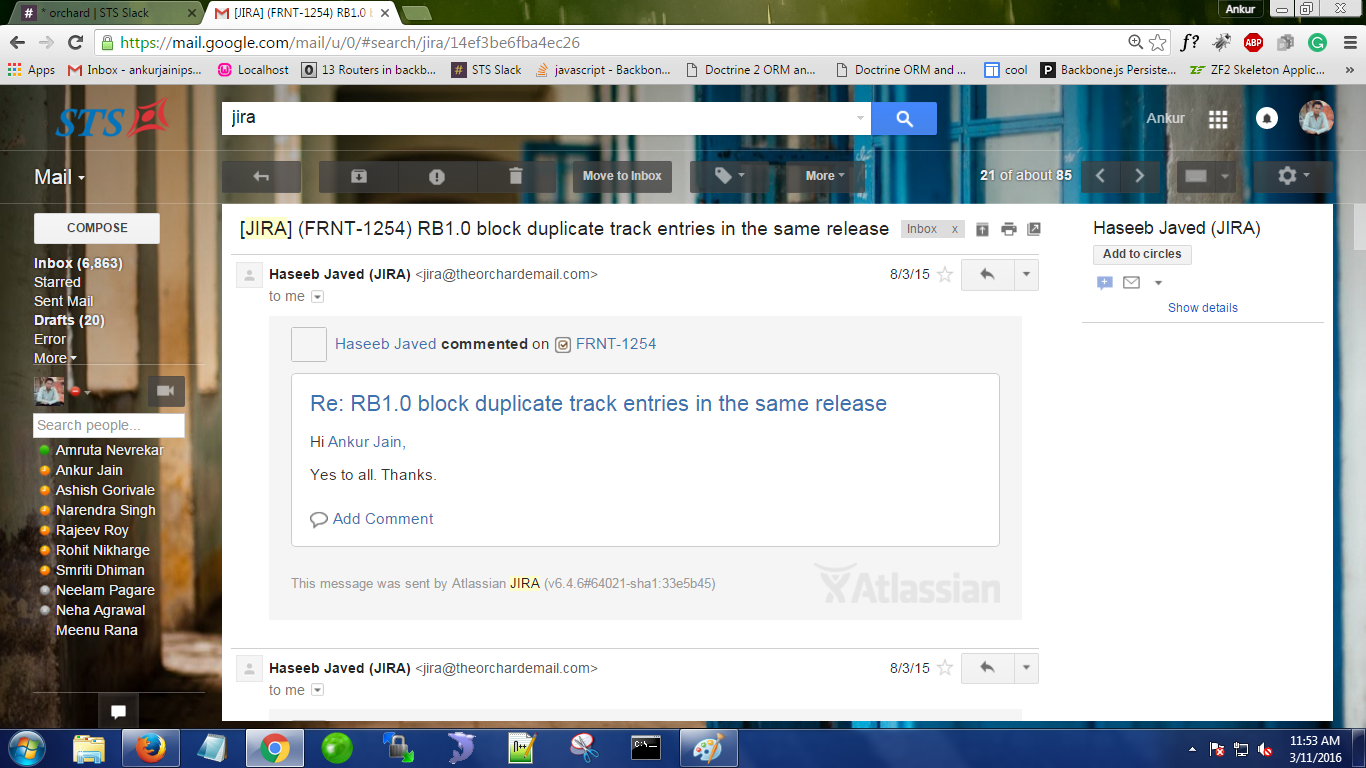 * orchard | STS Slack
[JIRA] (FRNT-1254) RB1.0 b
Ankur
https://mail.google.com/mail/u/0/#search/jira/14ef3be6fba4ec26
f?
ABP
Apps
Inbox - ankurjainips...
Localhost
13 Routers in backb...
STS Slack
javascript - Backbon...
Doctrine 2 ORM an...
Doctrine ORM and ...
cool
Backbone.js Persiste...
ZF2 Skeleton Applic...
»
STS
jira
Ankur
Mail
Move to Inbox
More
21 of about 85
COMPOSE
Inbox (6,863)
Starred
Sent Mail
Drafts (20)
Error
More
Search people...
Amruta Nevrekar
Ankur Jain
Ashish Gorivale
Narendra Singh
Rajeev Roy
Rohit Nikharge
Smriti Dhiman
Neelam Pagare
Neha Agrawal
Meenu Rana
[JIRA] (FRNT-1254) RB1.0 block duplicate track entries in the same release
Inbox x
Haseeb Javed (JIRA) <jira@theorchardemail.com>
8/3/15
to me
Haseeb Javed commented on FRNT-1254
Re: RB1.0 block duplicate track entries in the same release
Hi Ankur Jain,
Yes to all. Thanks.
Add Comment
This message was sent by Atlassian JIRA (v6.4.6#64021-sha1:33e5b45)
Atlassian
Haseeb Javed (JIRA) <jira@theorchardemail.com>
8/3/15
to me
Haseeb Javed (JIRA)
Add to circles
Show details
11:53 AM
3/11/2016